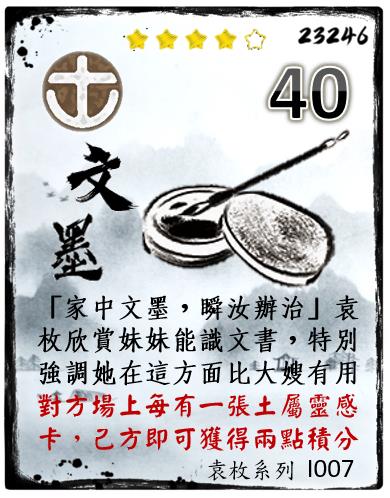 23246
土
40
文墨
「家中文墨，瞬汝辦治」袁
枚欣賞妹妹能識文書，特別
強調她在這方面比大嫂有用
對方場上每有一張土屬靈感
卡，己方即可獲得兩點積分
袁枚系列 I007